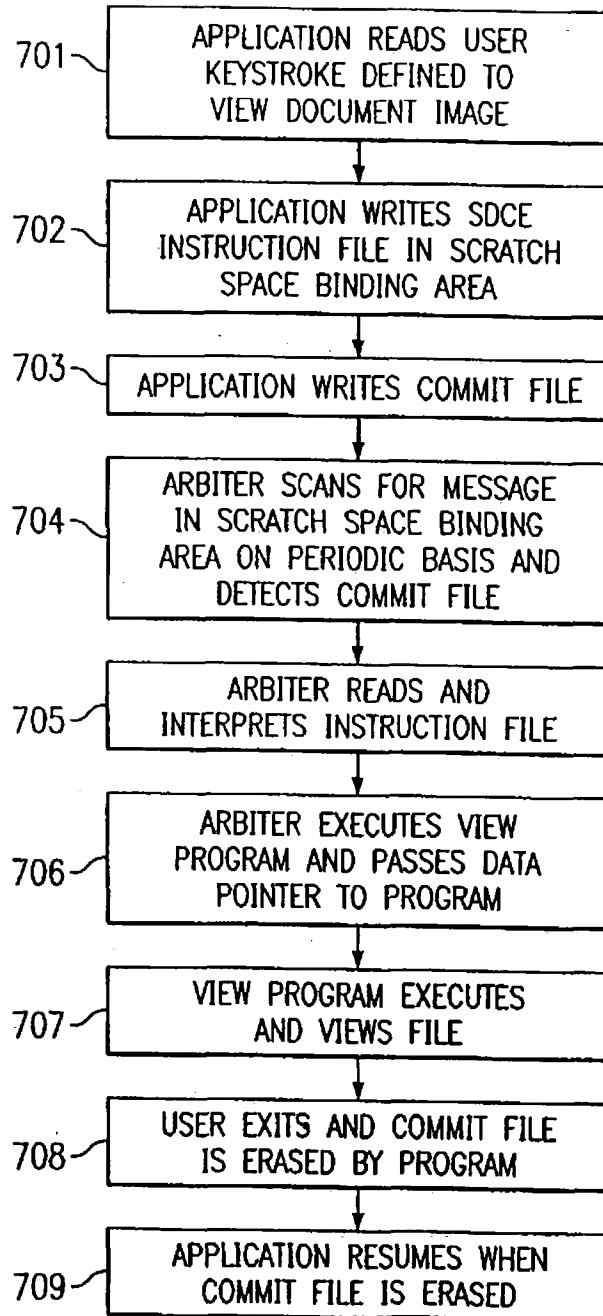 701
APPLICATION READS USER
KEYSTROKE DEFINED TO
VIEW DOCUMENT IMAGE
702
APPLICATION WRITES SDCE
INSTRUCTION FILE IN SCRATCH
SPACE BINDING AREA
703
APPLICATION WRITES COMMIT FILE
704
ARBITER SCANS FOR MESSAGE
IN SCRATCH SPACE BINDING
AREA ON PERIODIC BASIS AND
DETECTS COMMIT FILE
705
ARBITER READS AND
INTERPRETS INSTRUCTION FILE
706
ARBITER EXECUTES VIEW
PROGRAM AND PASSES DATA
POINTER TO PROGRAM
707
VIEW PROGRAM EXECUTES
AND VIEWS FILE
708
USER EXITS AND COMMIT FILE
IS ERASED BY PROGRAM
709
APPLICATION RESUMES WHEN
COMMIT FILE IS ERASED